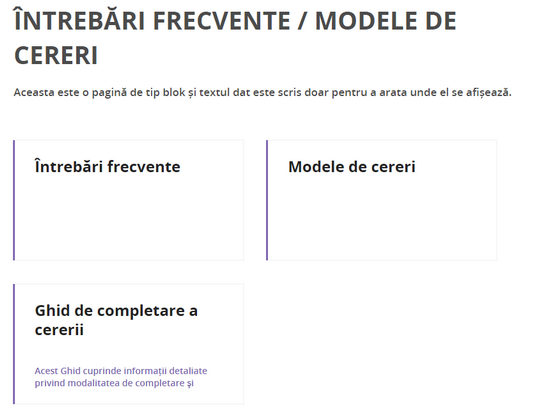 ÎNTREBĂRI FRECVENTE / MODELE DE
CERERI
Aceasta este o pagină de tip blok și textul dat este scris doar pentru a arata unde el se afișează.
Întrebări frecvente
Modele de cereri
Ghid de completare a
cererii
Acest Ghid cuprinde informații detaliate
privind modalitatea de completare şi